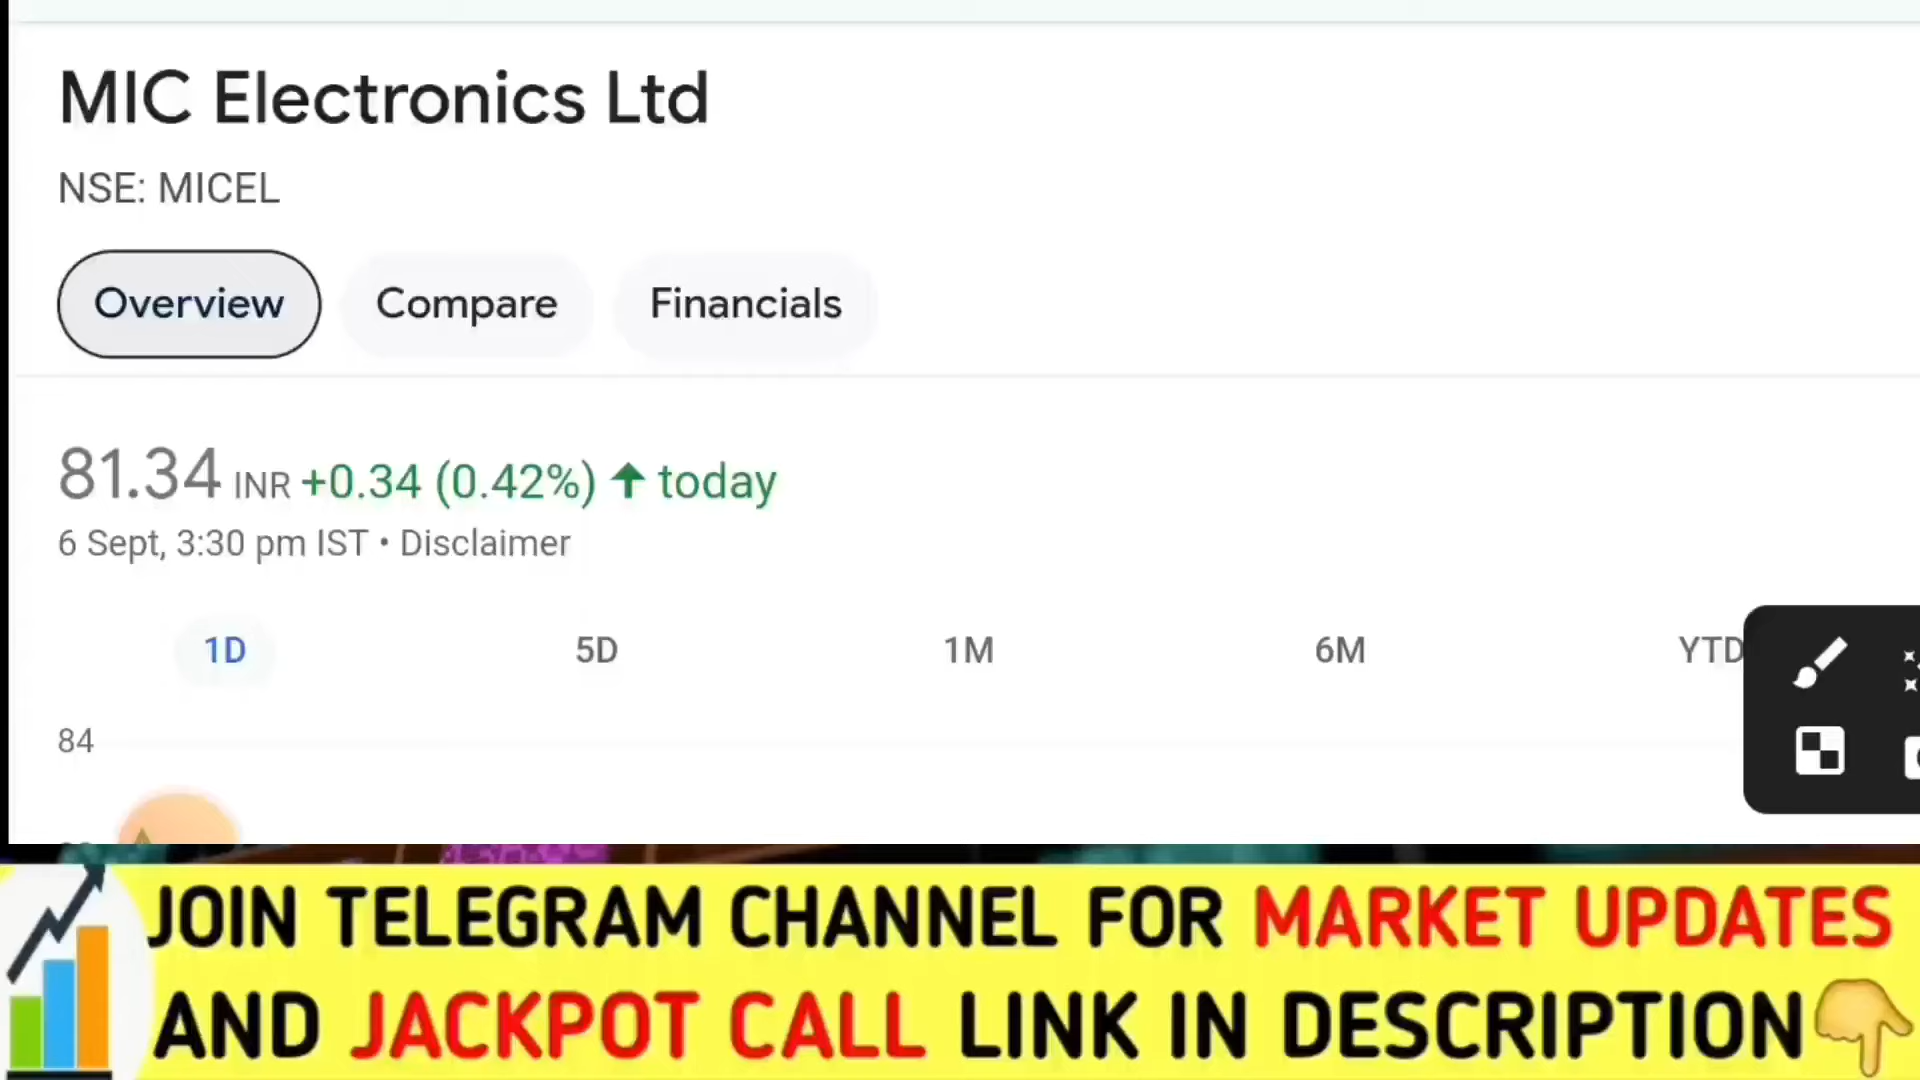 MIC Electronics Ltd
NSE: MICEL
Overview Compare Financials
81.34 INR +0.34 (0.42%) ↑ today
6 Sept, 3:30 pm IST • Disclaimer
1D 5D 1M 6M YTD
84
JOIN TELEGRAM CHANNEL FOR MARKET UPDATES
AND JACKPOT CALL LINK IN DESCRIPTION